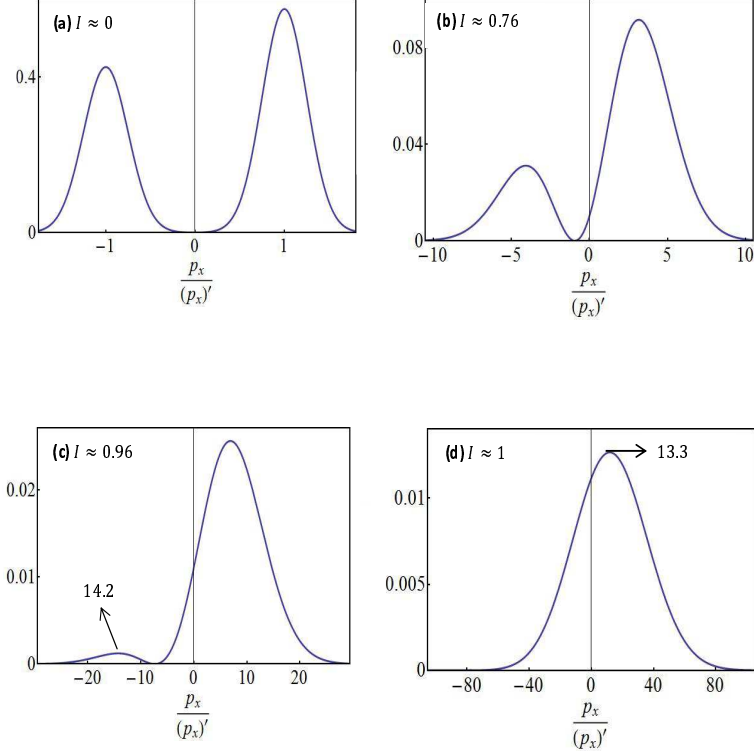 (a) I ≈ 0
0.4
0
−1
0
1
p_x
(p_x)′
(b) I ≈ 0.76
0.08
0.04
0
−10
−5
0
5
10
p_x
(p_x)′
(c) I ≈ 0.96
0.02
0.01
0
14.2
−20
−10
0
10
20
p_x
(p_x)′
(d) I ≈ 1
13.3
0.01
0.005
0
−80
−40
0
40
80
p_x
(p_x)′